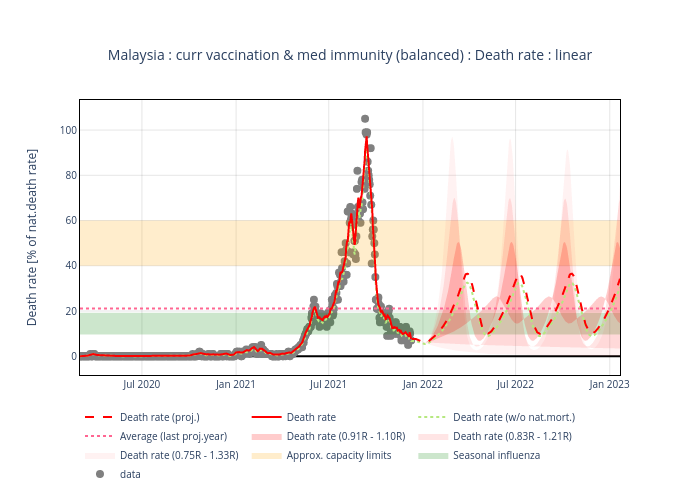 Malaysia : curr vaccination & med immunity (balanced) : Death rate : linear
Death rate [% of nat.death rate]
100
80
60
40
20
0
Jul 2020
Jan 2021
Jul 2021
Jan 2022
Jul 2022
Jan 2023
Death rate (proj.)
Death rate
Death rate (w/o nat.mort.)
Average (last proj.year)
Death rate (0.91R - 1.10R)
Death rate (0.83R - 1.21R)
Death rate (0.75R - 1.33R)
Approx. capacity limits
Seasonal influenza
data